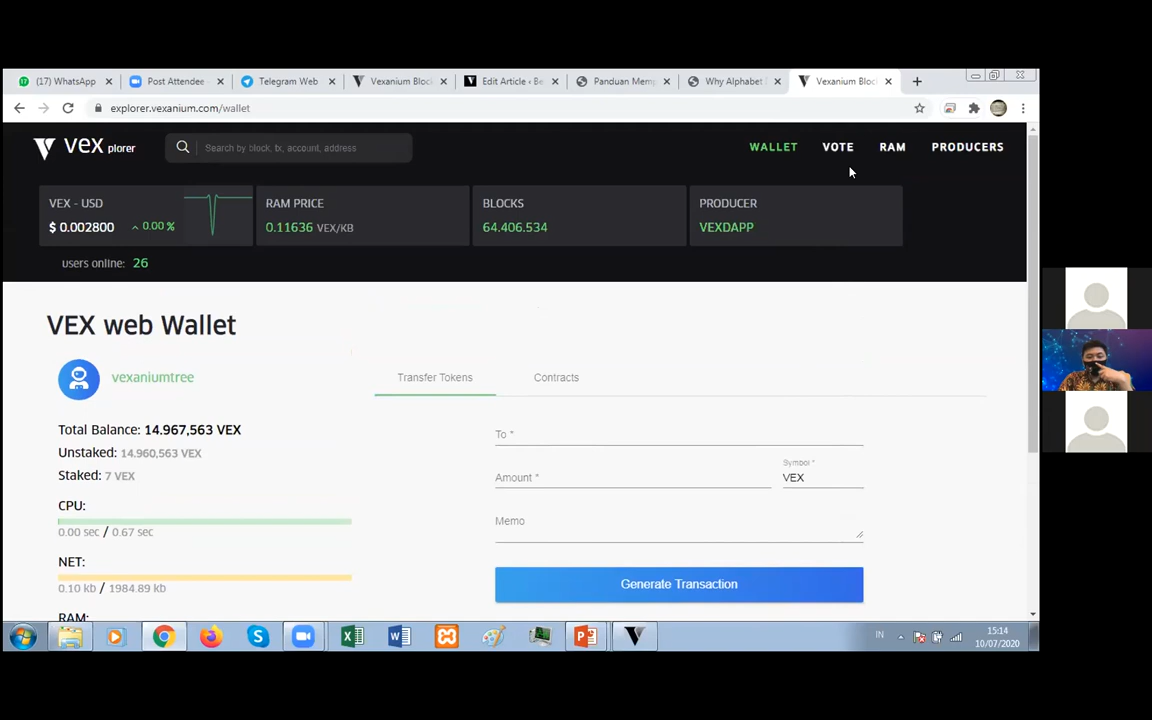 (17) WhatsApp
Post Attendee -
Telegram Web
Vexanium Bloc
Edit Article ‹ Be
Panduan Memp
Why Alphabet
Vexanium Bloc
explorer.vexanium.com/wallet
vex plorer
Search by block, tx, account, address
WALLET
VOTE
RAM
PRODUCERS
VEX - USD
$ 0.002800
0.00 %
RAM PRICE
0.11636 VEX/KB
BLOCKS
64.406.534
PRODUCER
VEXDAPP
users online: 26
VEX web Wallet
vexaniumtree
Total Balance: 14.967,563 VEX
Unstaked: 14.960,563 VEX
Staked: 7 VEX
CPU:
0.00 sec / 0.67 sec
NET:
0.10 kb / 1984.89 kb
RAM:
Transfer Tokens
Contracts
To *
Amount *
Symbol *
VEX
Memo
Generate Transaction
IN
15:14
10/07/2020